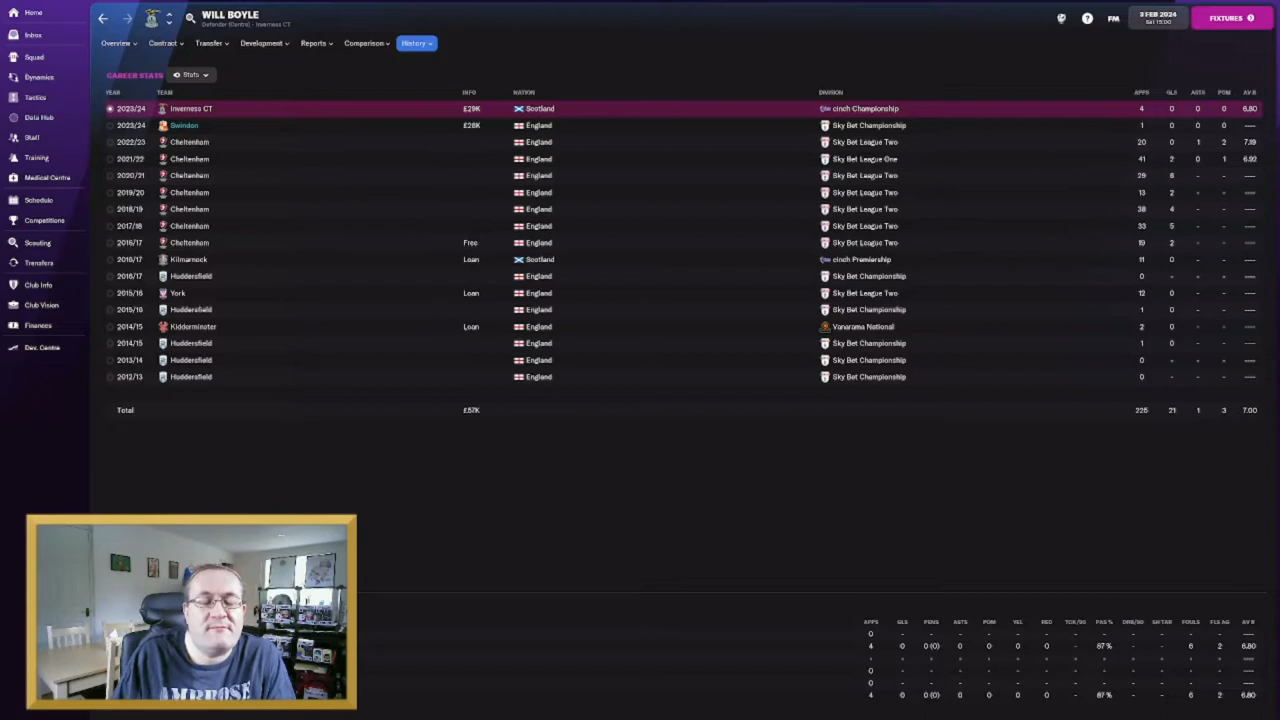 Home
Inbox
Squad
Dynamics
Tactics
Data Hub
Staff
Training
Medical Centre
Schedule
Competitions
Scouting
Transfers
Club Info
Club Vision
Finances
Dev. Centre
WILL BOYLE
Defender (Centre) - Inverness CT
FM
3 FEB 2024
Sat 15:00
FIXTURES
Overview Contract Transfer Development Reports Comparison History
CAREER STATS Stats
YEAR TEAM INFO NATION DIVISION APPS GLS ASTS POM AV R
2023/24 Inverness CT £29K Scotland cinch Championship 4 0 0 0 6.80
2023/24 Swindon £28K England Sky Bet Championship 1 0 0 0 ----
2022/23 Cheltenham England Sky Bet League Two 20 0 1 2 7.19
2021/22 Cheltenham England Sky Bet League One 41 2 0 1 6.92
2020/21 Cheltenham England Sky Bet League Two 29 6 - - ----
2019/20 Cheltenham England Sky Bet League Two 13 2 - - ----
2018/19 Cheltenham England Sky Bet League Two 38 4 - - ----
2017/18 Cheltenham England Sky Bet League Two 33 5 - - ----
2016/17 Cheltenham Free England Sky Bet League Two 19 2 - - ----
2016/17 Kilmarnock Loan Scotland cinch Premiership 11 0 - - ----
2016/17 Huddersfield England Sky Bet Championship 0 - - - ----
2015/16 York Loan England Sky Bet League Two 12 0 - - ----
2015/16 Huddersfield England Sky Bet Championship 1 0 - - ----
2014/15 Kidderminster Loan England Vanarama National 2 0 - - ----
2014/15 Huddersfield England Sky Bet Championship 1 0 - - ----
2013/14 Huddersfield England Sky Bet Championship 0 - - - ----
2012/13 Huddersfield England Sky Bet Championship 0 - - - ----
Total £57K 225 21 1 3 7.00
APPS GLS PENS ASTS POM YEL RED TCK/90 PAS % DRB/90 SH TAR FOULS FLS AG AV R
0 - - - - - - - - - - - - ----
4 0 0 (0) 0 0 0 0 - 87 % - - 6 2 6.80
- - - - - - - - - - - - - ----
0 - - - - - - - - - - - - ----
0 - - - - - - - - - - - - ----
4 0 0 (0) 0 0 0 0 - 87 % - - 6 2 6.80
AMBROSE